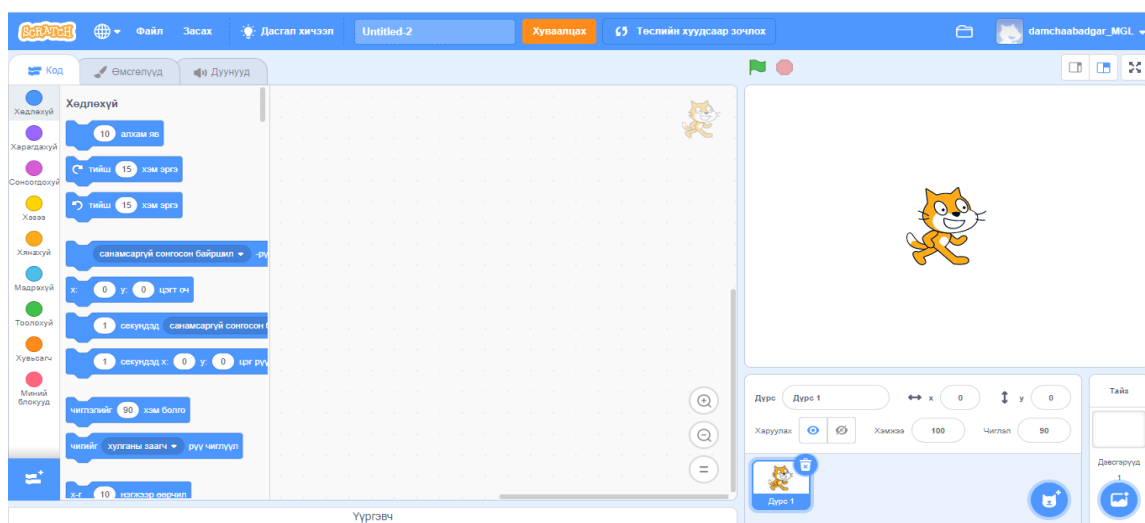 SCRATCH Файл Засах Дасгал хичээл Untitled-2 Хуваалцах Төслийн хуудсаар зочлох damchaabadgar_MGL
Код Өмсгөлүүд Дуунууд
Хөдлөхүй
Харагдахуй
Сонсогдохуй
Хэзээ
Хянахуй
Мэдрэхүй
Тоолохуй
Хувьсагч
Миний
блокууд
Хөдлөхүй
10 алхам яв
тийш 15 хэм эргэ
тийш 15 хэм эргэ
санамсаргүй сонгосон байршил -рүү
x: 0 y: 0 цэгт оч
1 секундэд санамсаргүй сонгосон
1 секундэд x: 0 y: 0 цэг рүү
чиглэлийг 90 хэм болго
чигийг хулганы заагч рүү чиглүүл
x-г 10 нэгжээр өөрчил
Үүргэвч
Дүрс Дүрс 1 x 0 y 0
Харуулах Хэмжээ 100 Чиглэл 90
Дүрс 1
Тайз
Дэвсгэрүүд
1